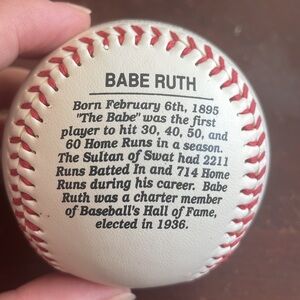 BABE RUTH
Born February 6th, 1895
"The Babe" was the first
player to hit 30, 40, 50, and
60 Home Runs in a season.
The Sultan of Swat had 2211
Runs Batted In and 714 Home
Runs during his career. Babe
Ruth was a charter member
of Baseball's Hall of Fame,
elected in 1936.